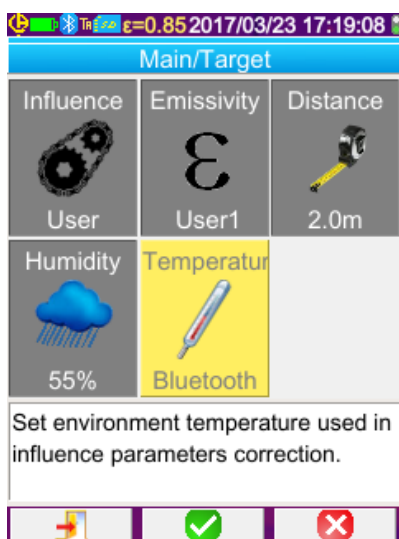 ε=0.85 2017/03/23 17:19:08
Main/Target
Influence Emissivity Distance
User User1 2.0m
Humidity Temperatur
55% Bluetooth
Set environment temperature used in
influence parameters correction.